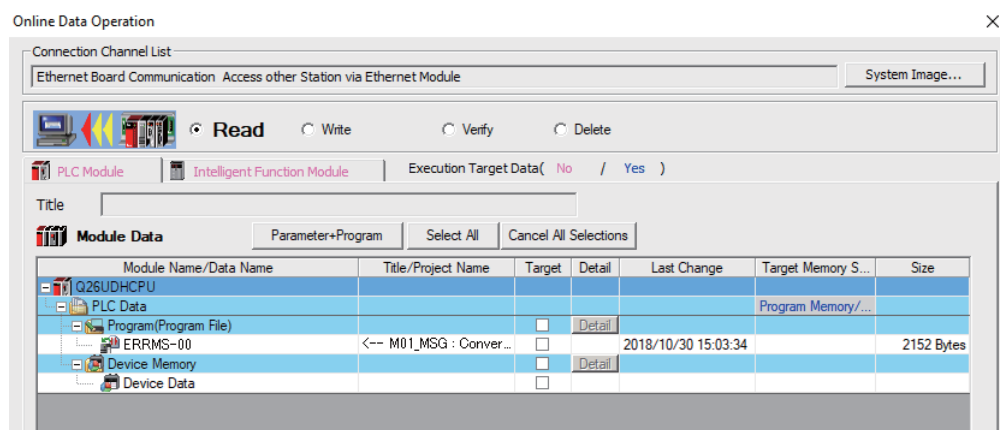 Online Data Operation
Connection Channel List
Ethernet Board Communication Access other Station via Ethernet Module
System Image...
Read Write Verify Delete
PLC Module Intelligent Function Module Execution Target Data( No / Yes )
Title
Module Data Parameter+Program Select All Cancel All Selections
Module Name/Data Name Title/Project Name Target Detail Last Change Target Memory S... Size
Q26UDHCPU
PLC Data Program Memory/...
Program(Program File) Detail
ERRMS-00 <-- M01_MSG : Conver... 2018/10/30 15:03:34 2152 Bytes
Device Memory Detail
Device Data